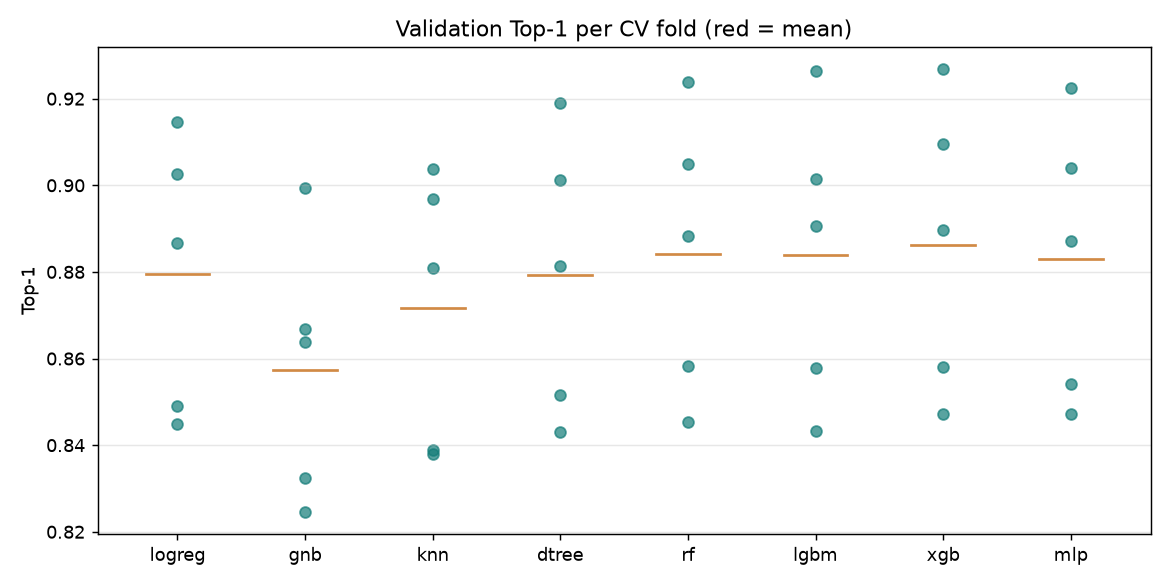 Validation Top-1 per CV fold (red = mean)
0.92
0.90
0.88
0.86
0.84
0.82
Top-1
logreg gnb knn dtree rf lgbm xgb mlp